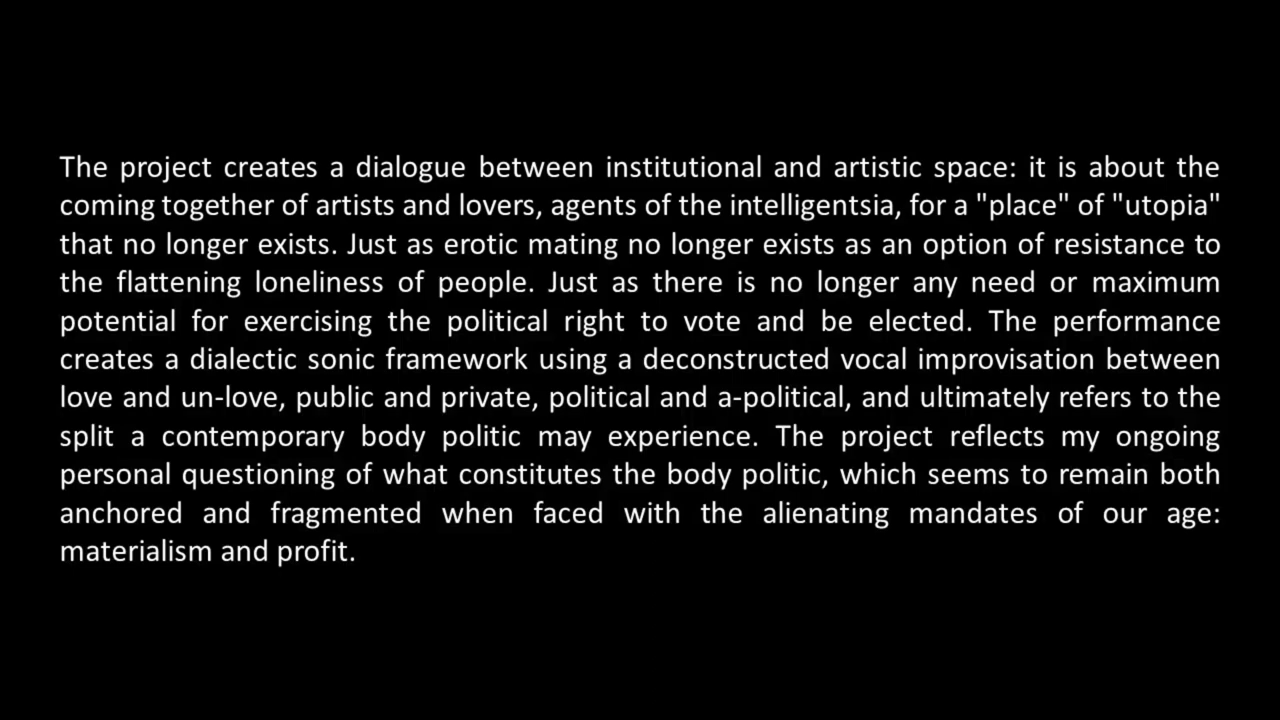 The project creates a dialogue between institutional and artistic space: it is about the
coming together of artists and lovers, agents of the intelligentsia, for a "place" of "utopia"
that no longer exists. Just as erotic mating no longer exists as an option of resistance to
the flattening loneliness of people. Just as there is no longer any need or maximum
potential for exercising the political right to vote and be elected. The performance
creates a dialectic sonic framework using a deconstructed vocal improvisation between
love and un-love, public and private, political and a-political, and ultimately refers to the
split a contemporary body politic may experience. The project reflects my ongoing
personal questioning of what constitutes the body politic, which seems to remain both
anchored and fragmented when faced with the alienating mandates of our age:
materialism and profit.